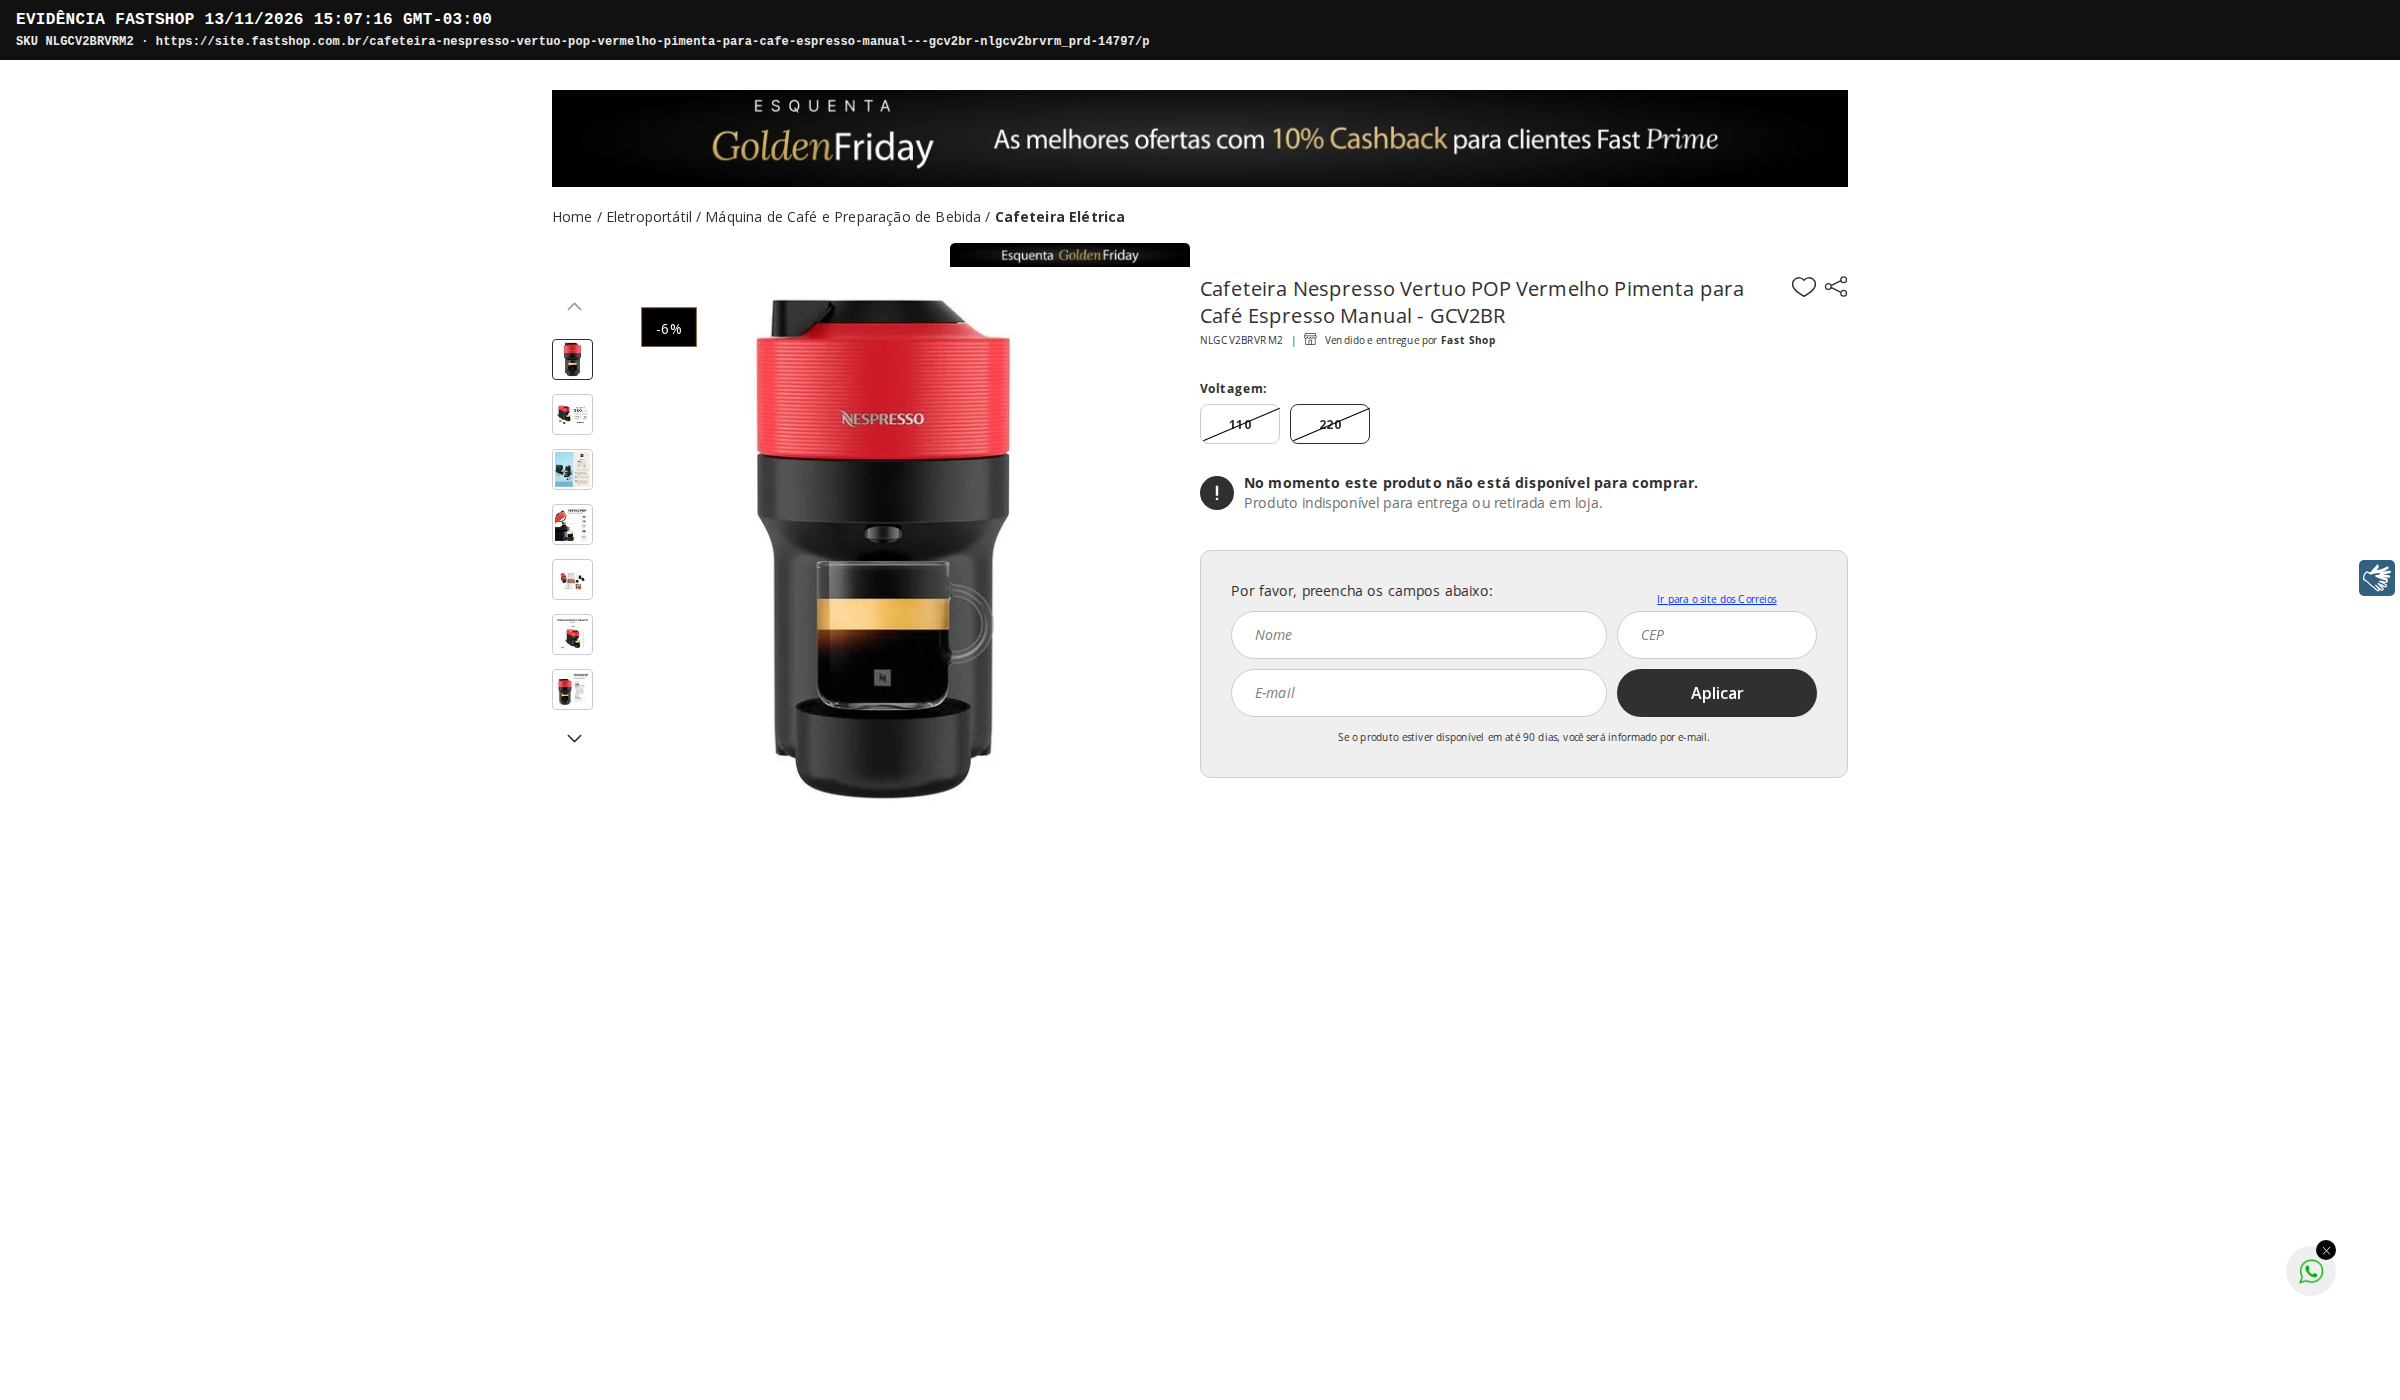 EVIDÊNCIA FASTSHOP 13/11/2026 15:07:16 GMT-03:00
SKU NLGCV2BRVRM2 · https://site.fastshop.com.br/cafeteira-nespresso-vertuo-pop-vermelho-pimenta-para-cafe-espresso-manual---gcv2br-nlgcv2brvrm_prd-14797/p
ESQUENTA
GoldenFriday
As melhores ofertas com 10% Cashback para clientes Fast Prime
Home / Eletroportátil / Máquina de Café e Preparação de Bebida / Cafeteira Elétrica
Esquenta GoldenFriday
-6%
NESPRESSO
Cafeteira Nespresso Vertuo POP Vermelho Pimenta para
Café Espresso Manual - GCV2BR
NLGCV2BRVRM2 | Vendido e entregue por Fast Shop
Voltagem:
110
220
No momento este produto não está disponível para comprar.
Produto indisponível para entrega ou retirada em loja.
Por favor, preencha os campos abaixo:
Ir para o site dos Correios
Nome
CEP
E-mail
Aplicar
Se o produto estiver disponível em até 90 dias, você será informado por e-mail.